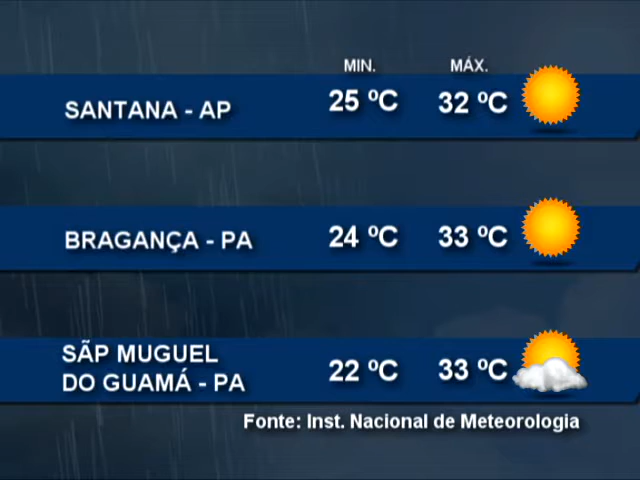 MIN. MÁX.
SANTANA - AP 25 ºC 32 ºC
BRAGANÇA - PA 24 ºC 33 ºC
SÃP MUGUEL
DO GUAMÁ - PA 22 ºC 33 ºC
Fonte: Inst. Nacional de Meteorologia